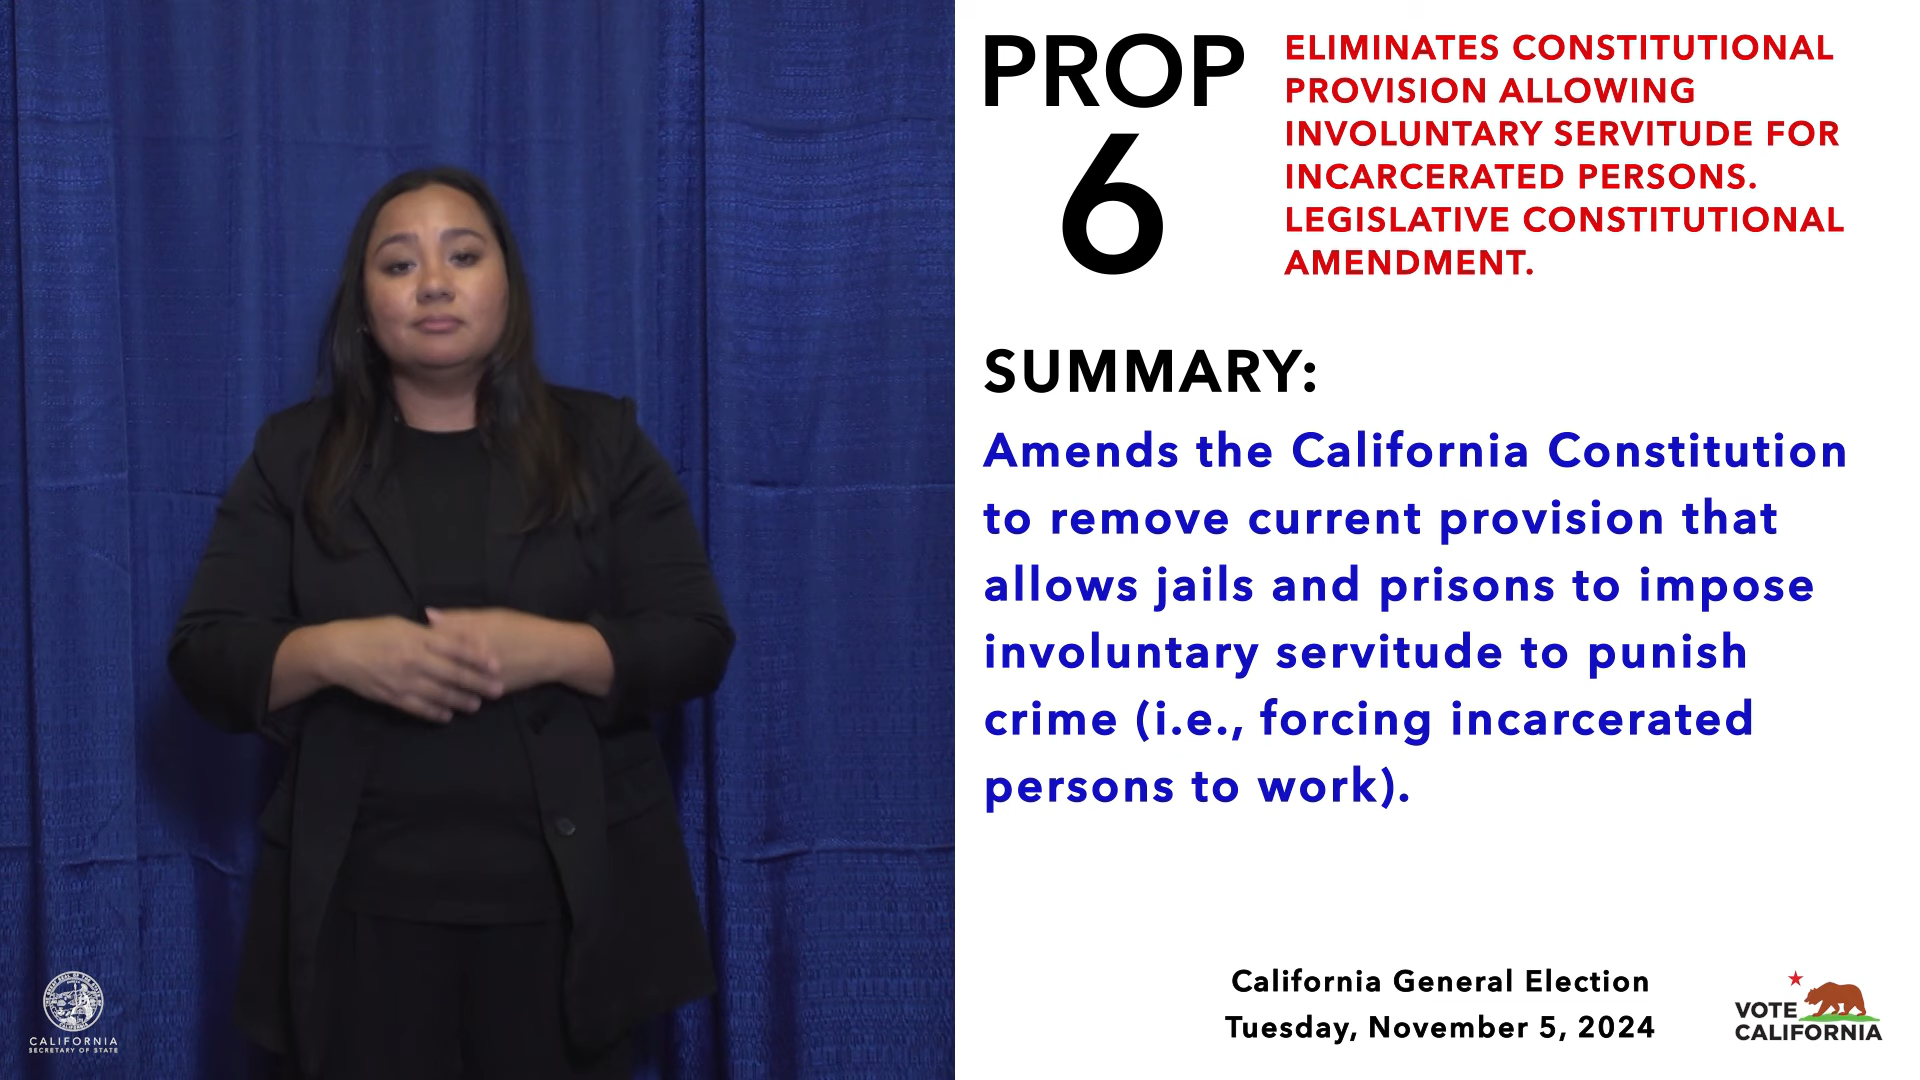 PROP
6
ELIMINATES CONSTITUTIONAL
PROVISION ALLOWING
INVOLUNTARY SERVITUDE FOR
INCARCERATED PERSONS.
LEGISLATIVE CONSTITUTIONAL
AMENDMENT.
SUMMARY:
Amends the California Constitution
to remove current provision that
allows jails and prisons to impose
involuntary servitude to punish
crime (i.e., forcing incarcerated
persons to work).
California General Election
Tuesday, November 5, 2024
VOTE
CALIFORNIA
CALIFORNIA
SECRETARY OF STATE